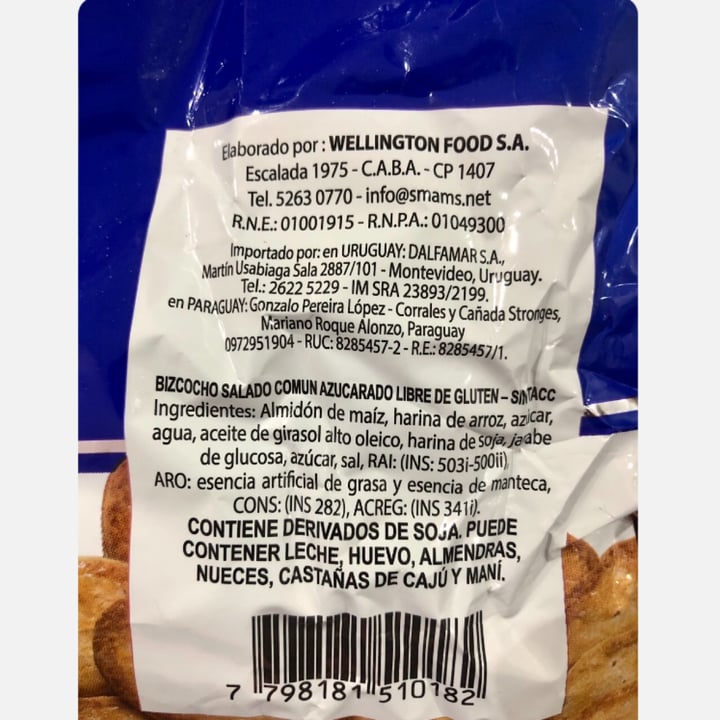 Elaborado por : WELLINGTON FOOD S.A.
Escalada 1975 - C.A.B.A. - CP 1407
Tel. 5263 0770 - info@smams.net
R.N.E.: 01001915 - R.N.P.A.: 01049300
Importado por: en URUGUAY: DALFAMAR S.A.,
Martín Usabiaga Sala 2887/101 - Montevideo, Uruguay.
Tel.: 2622 5229 - IM SRA 23893/2199.
en PARAGUAY: Gonzalo Pereira López - Corrales y Cañada Stronges,
Mariano Roque Alonzo, Paraguay
0972951904 - RUC: 8285457-2 - R.E.: 8285457/1.
BIZCOCHO SALADO COMUN AZUCARADO LIBRE DE GLUTEN – SIN TACC
Ingredientes: Almidón de maíz, harina de arroz, azúcar,
agua, aceite de girasol alto oleico, harina de soja, jarabe
de glucosa, azúcar, sal, RAI: (INS: 503i-500ii),
ARO: esencia artificial de grasa y esencia de manteca,
CONS: (INS 282), ACREG: (INS 341i).
CONTIENE DERIVADOS DE SOJA. PUEDE
CONTENER LECHE, HUEVO, ALMENDRAS,
NUECES, CASTAÑAS DE CAJÚ Y MANÍ.
7 798181 510182